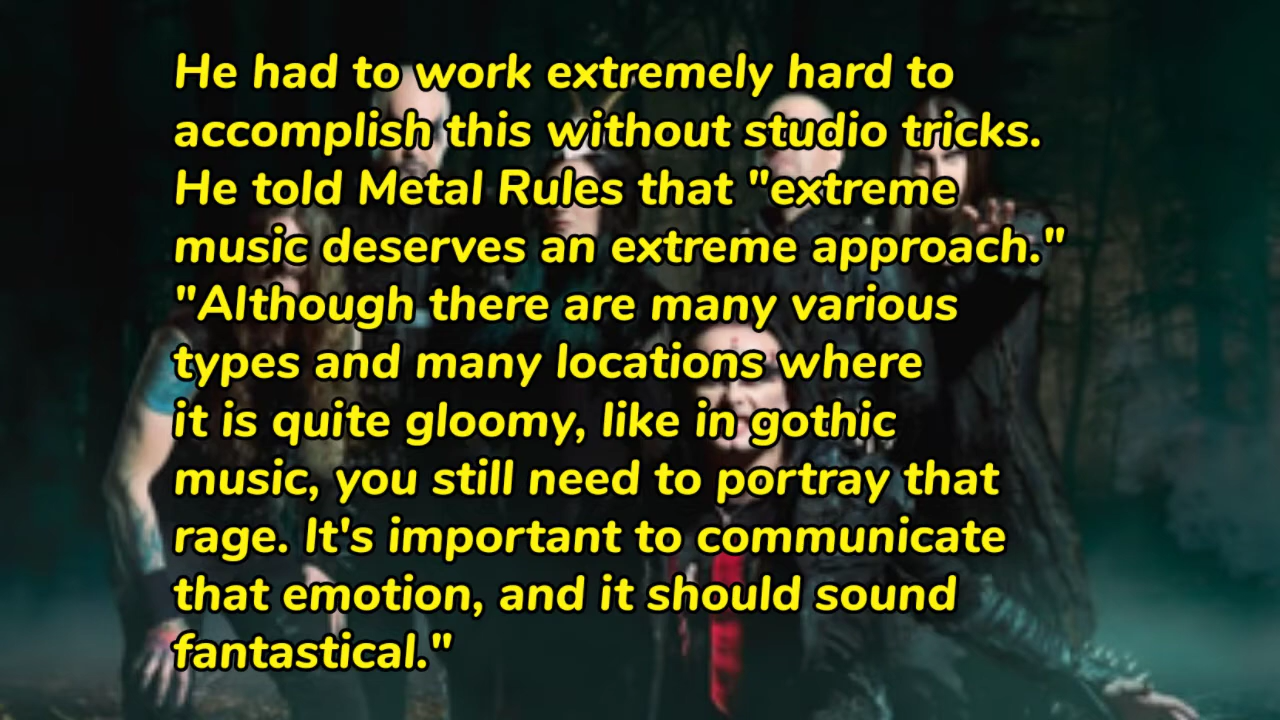 He had to work extremely hard to
accomplish this without studio tricks.
He told Metal Rules that "extreme
music deserves an extreme approach."
"Although there are many various
types and many locations where
it is quite gloomy, like in gothic
music, you still need to portray that
rage. It's important to communicate
that emotion, and it should sound
fantastical."